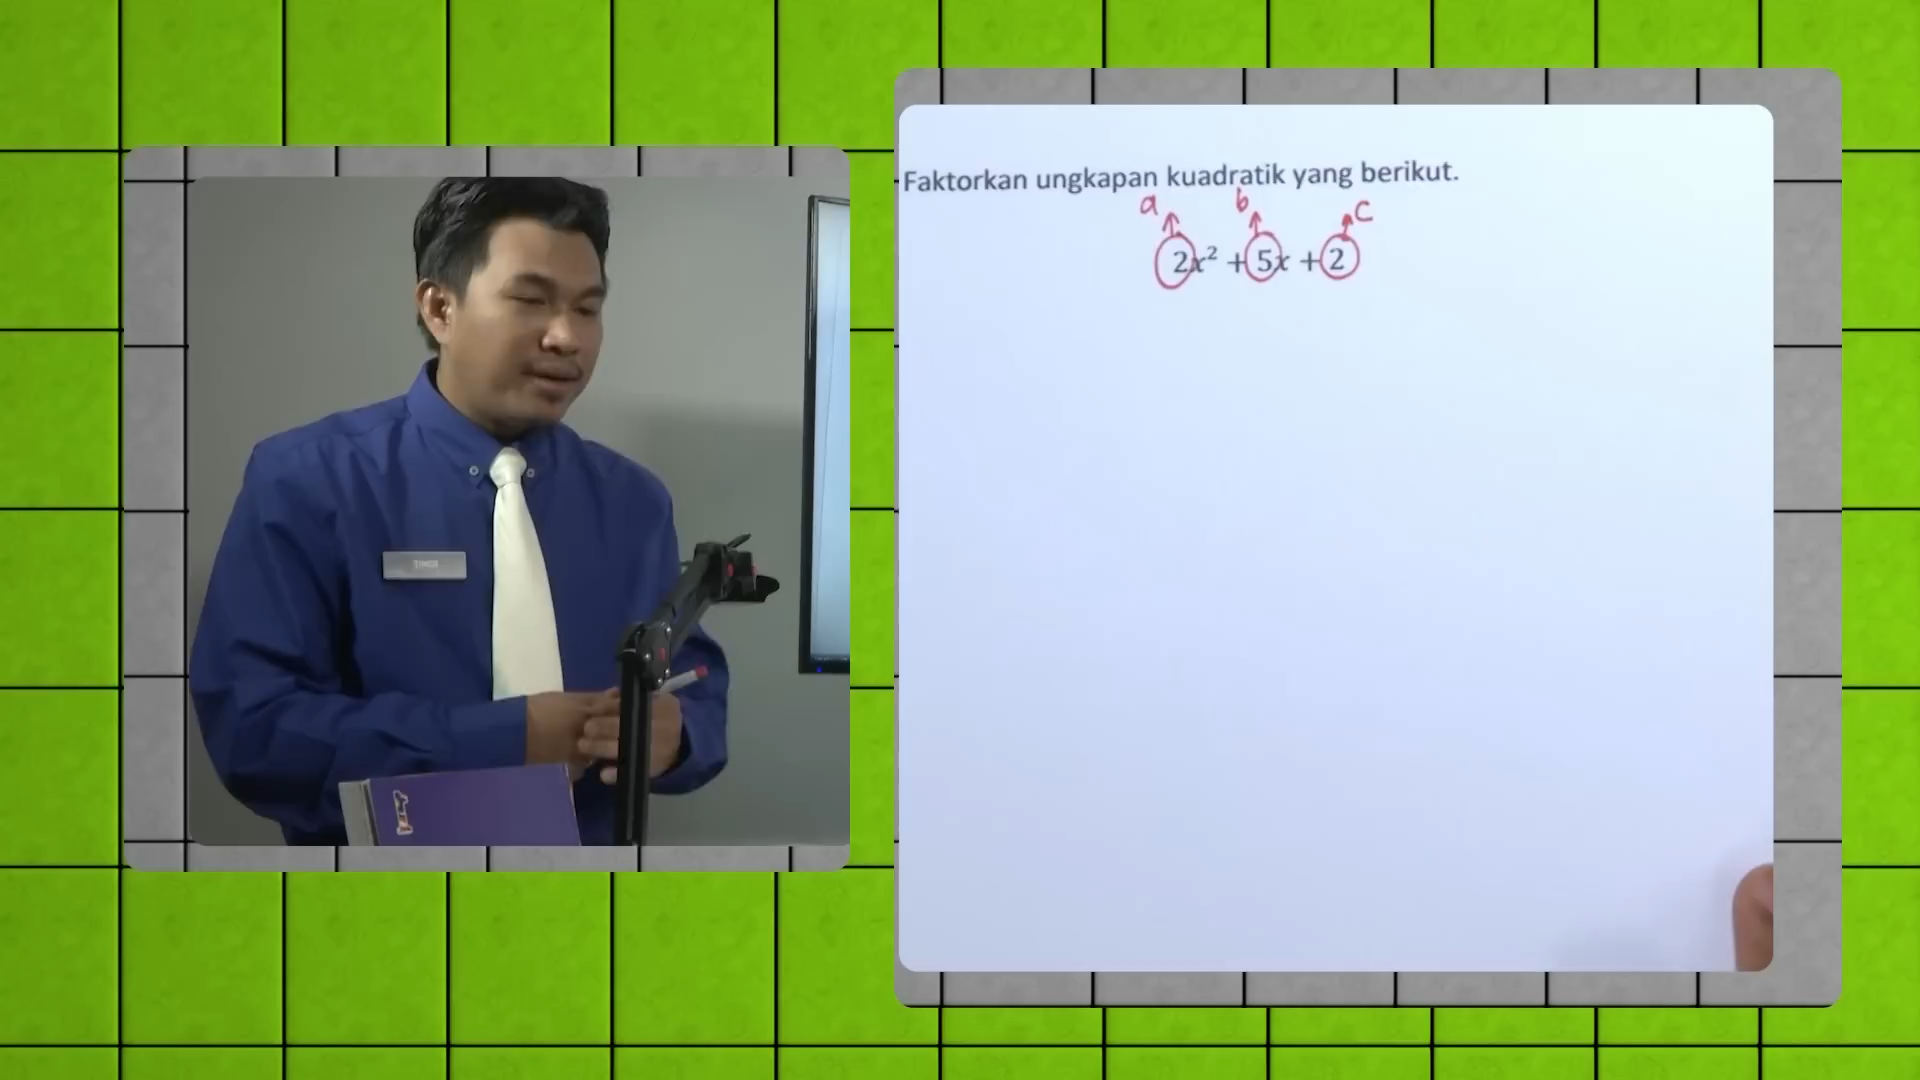 Faktorkan ungkapan kuadratik yang berikut.
a b c
2x² + 5x + 2